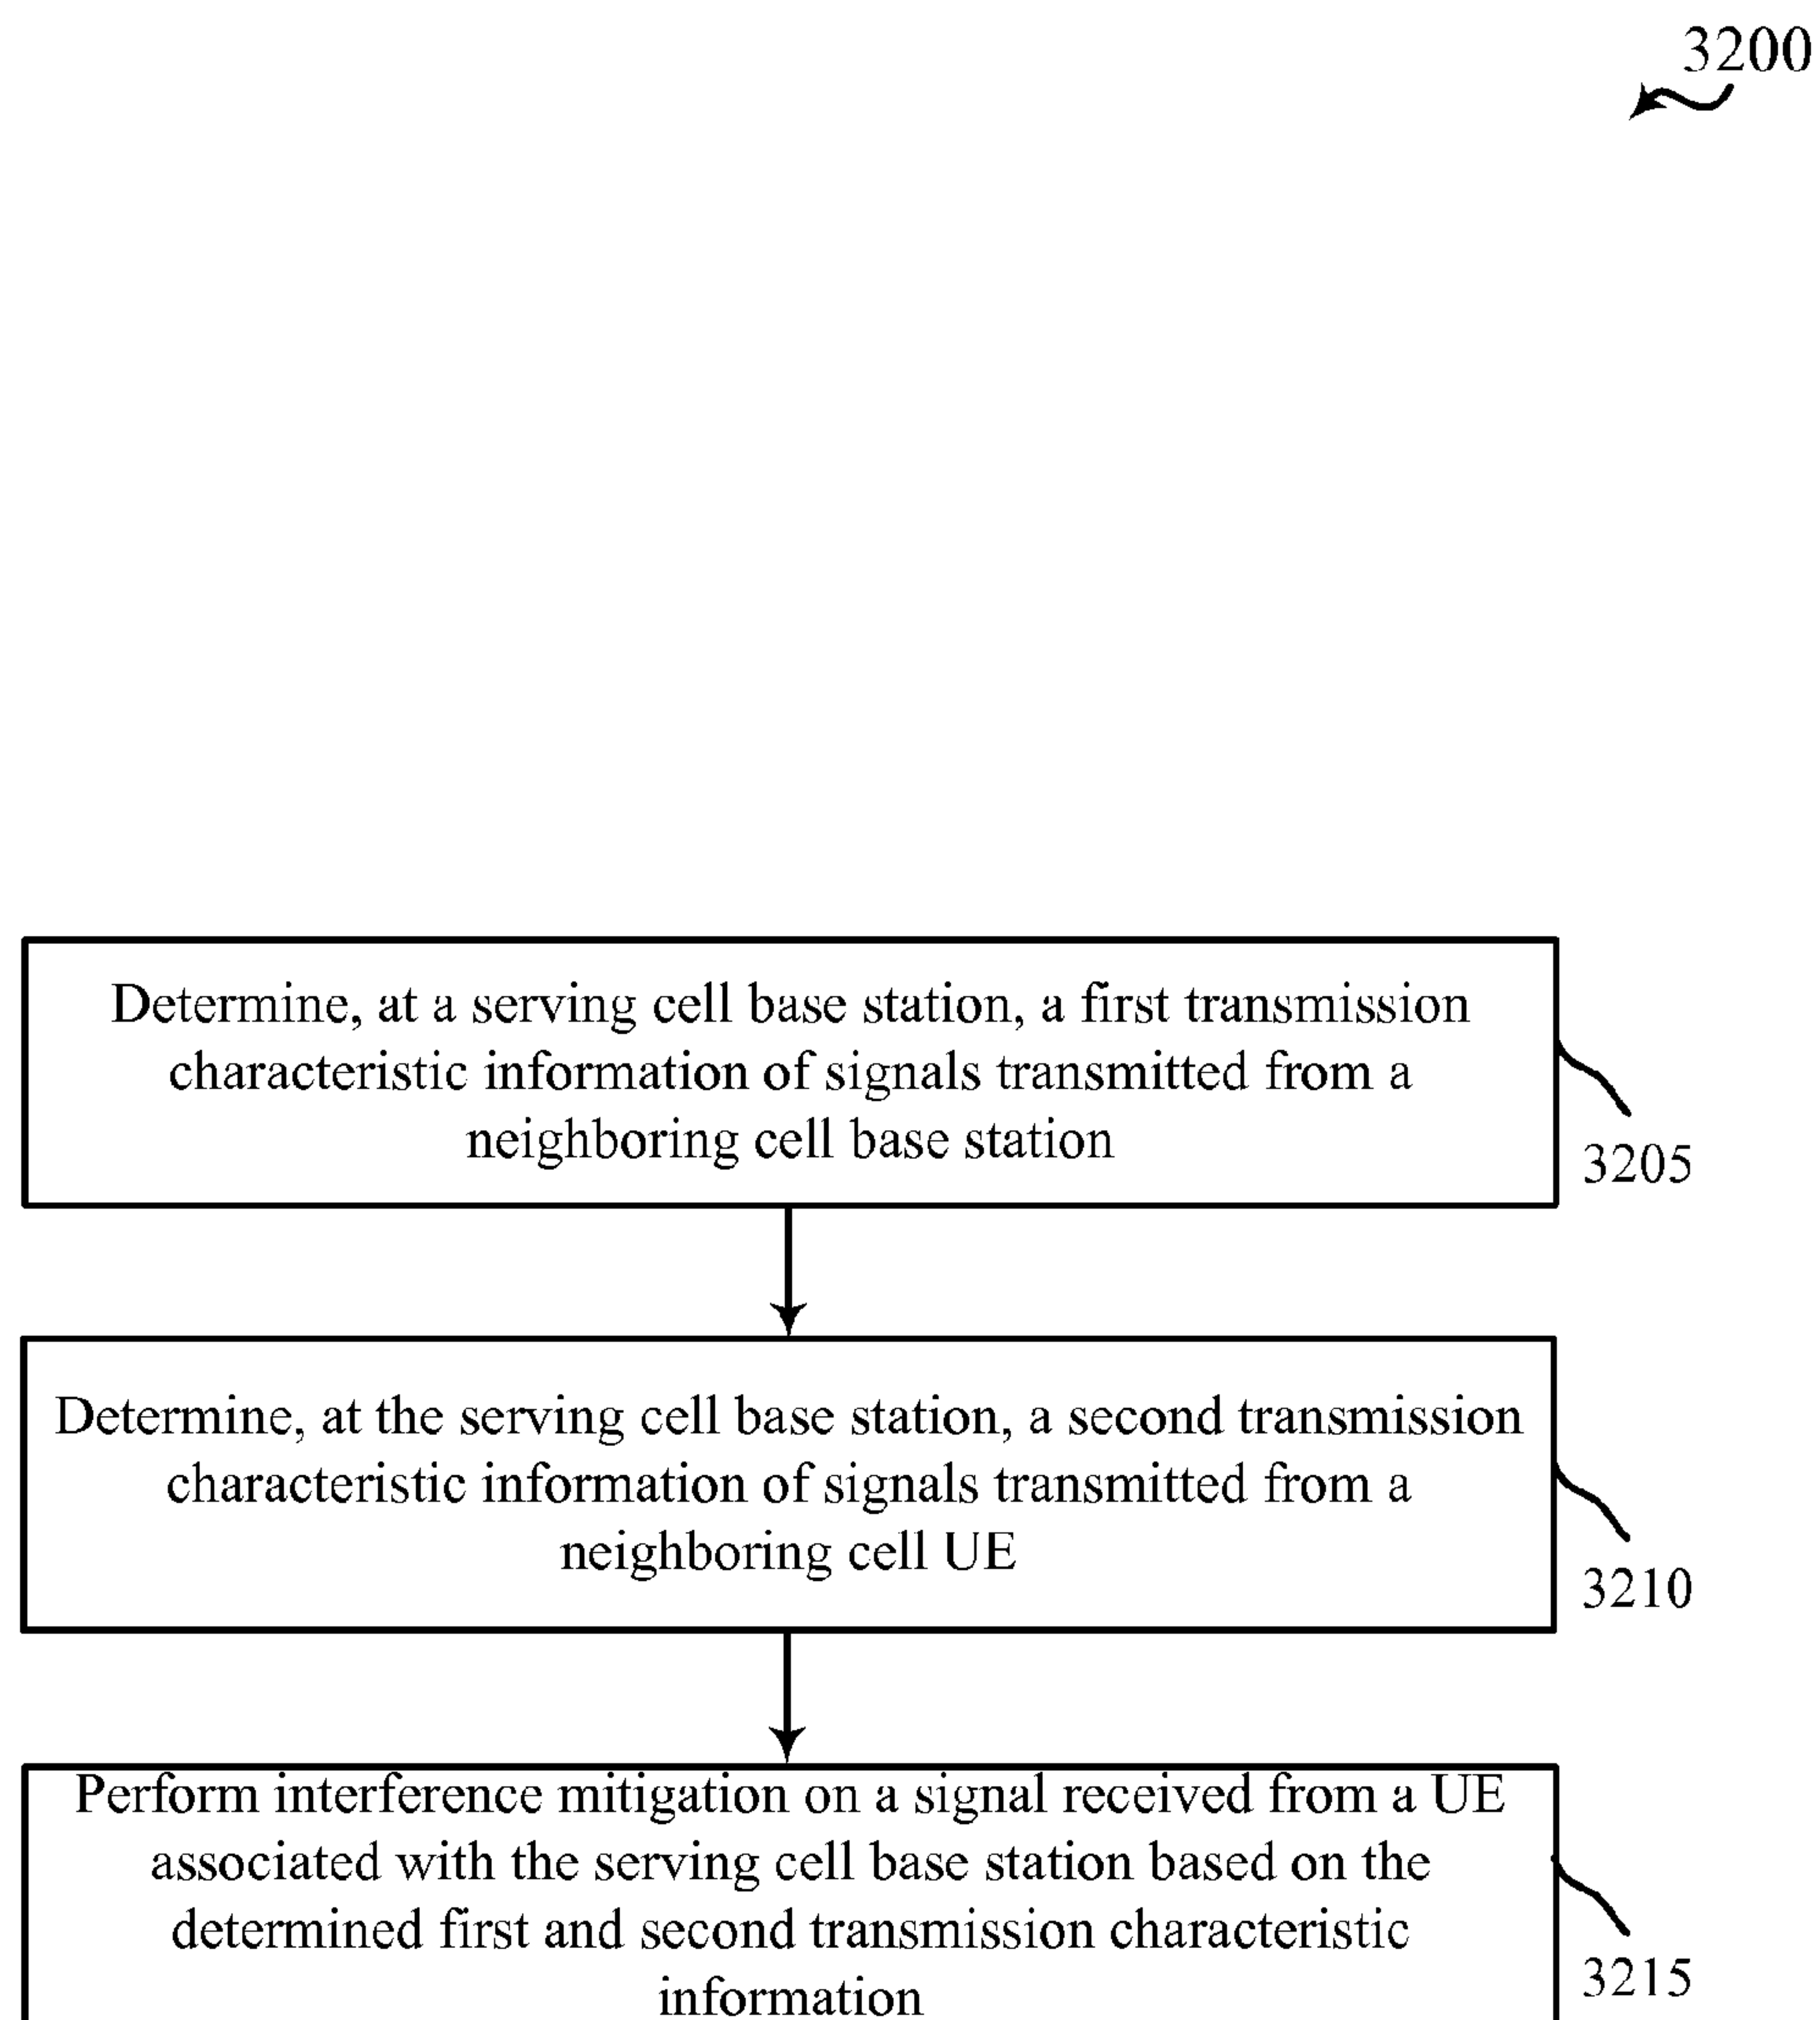 3200
Determine, at a serving cell base station, a first transmission
characteristic information of signals transmitted from a
neighboring cell base station
3205
Determine, at the serving cell base station, a second transmission
characteristic information of signals transmitted from a
neighboring cell UE
3210
Perform interference mitigation on a signal received from a UE
associated with the serving cell base station based on the
determined first and second transmission characteristic
information
3215